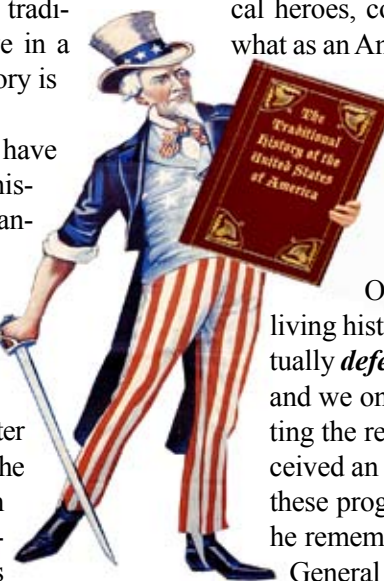 tradi-
e in a
ory is
have
his-
an-
ter
he
n
-
s
cal heroes, co
what as an An
The
Traditional
History of the
United States
of America
O
living hist
tually defe
and we on
ting the re
ceived an
these prog
he remem
General